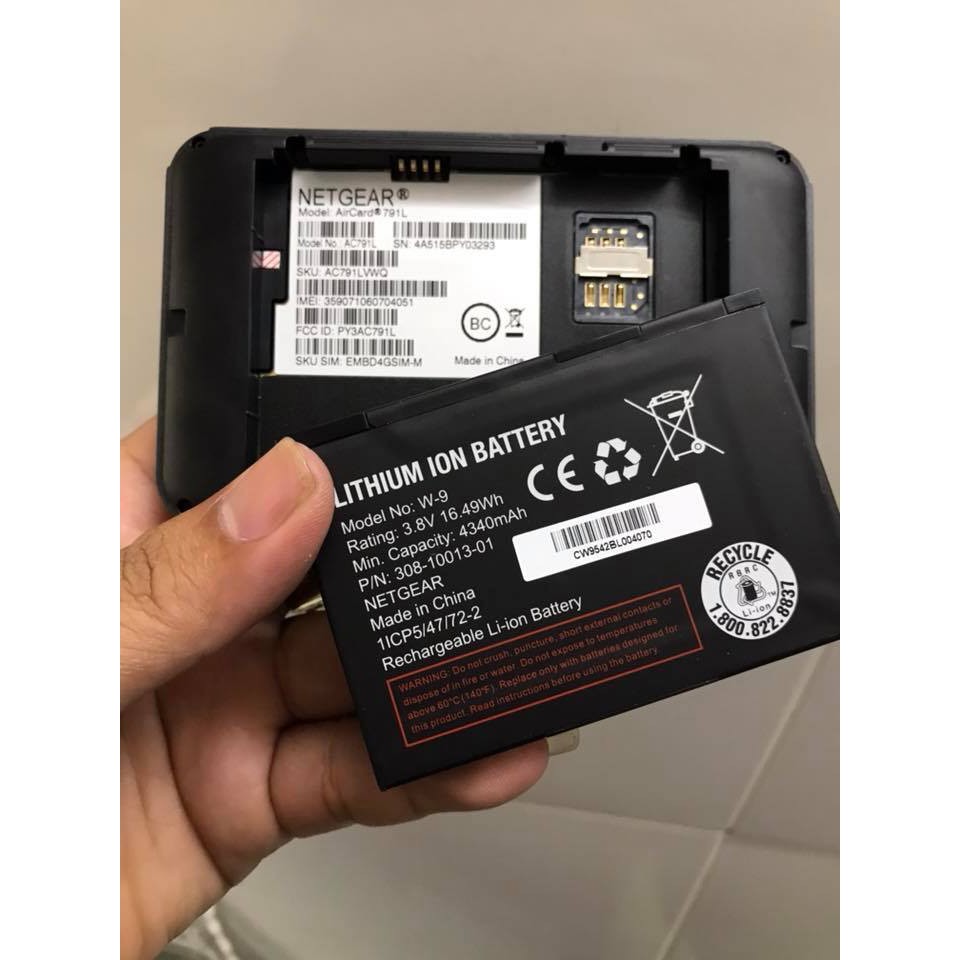 NETGEAR®
Model: AirCard® 791L
Model No.: AC791L SN: 4A515BPY03293
SKU: AC791LVWQ
IMEI: 359071060704051
FCC ID: PY3AC791L
SKU SIM: EMBD4GSIM-M
BC
Made in China
LITHIUM ION BATTERY
Model No: W-9
Rating: 3.8V 16.49Wh
Min. Capacity: 4340mAh
P/N: 308-10013-01
NETGEAR
Made in China
1ICP5/47/72-2
Rechargeable Li-ion Battery
CE
CW9542BL004070
RECYCLE
RBRC
Li-ion
TM
1.800.822.8837
WARNING: Do not crush, puncture, short external contacts or
dispose of in fire or water. Do not expose to temperatures
above 60°C (140°F). Replace only with batteries designed for
this product. Read instructions before using the battery.